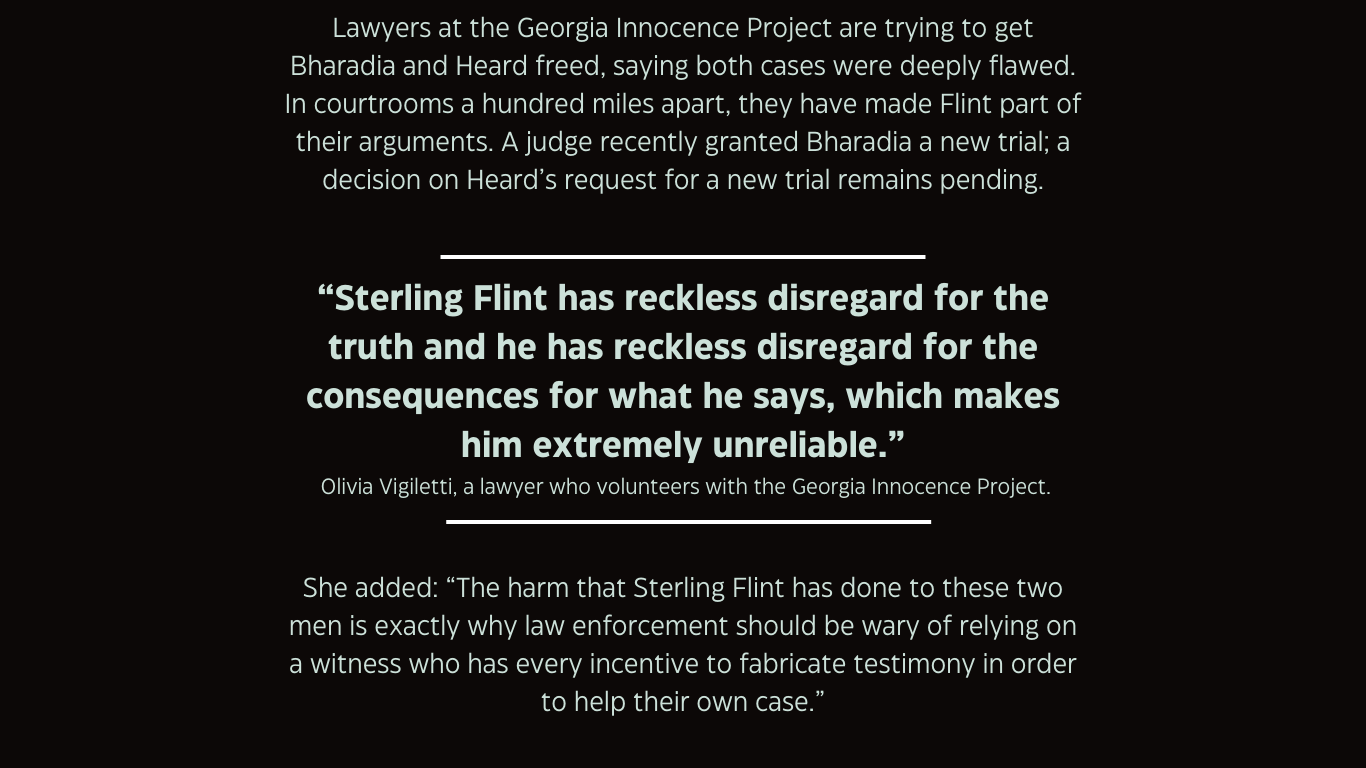 Lawyers at the Georgia Innocence Project are trying to get
Bharadia and Heard freed, saying both cases were deeply flawed.
In courtrooms a hundred miles apart, they have made Flint part of
their arguments. A judge recently granted Bharadia a new trial; a
decision on Heard’s request for a new trial remains pending.
“Sterling Flint has reckless disregard for the
truth and he has reckless disregard for the
consequences for what he says, which makes
him extremely unreliable.”
Olivia Vigiletti, a lawyer who volunteers with the Georgia Innocence Project.
She added: “The harm that Sterling Flint has done to these two
men is exactly why law enforcement should be wary of relying on
a witness who has every incentive to fabricate testimony in order
to help their own case.”